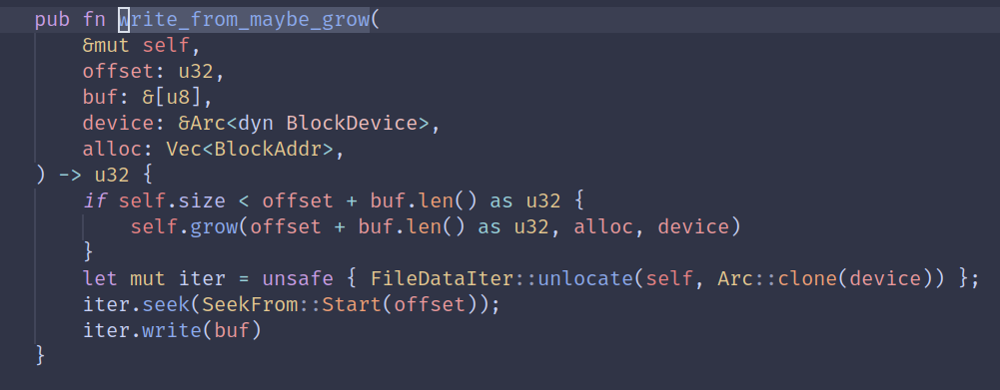 pub fn write_from_maybe_grow(
    &mut self,
    offset: u32,
    buf: &[u8],
    device: &Arc<dyn BlockDevice>,
    alloc: Vec<BlockAddr>,
) -> u32 {
    if self.size < offset + buf.len() as u32 {
        self.grow(offset + buf.len() as u32, alloc, device)
    }
    let mut iter = unsafe { FileDataIter::unlocate(self, Arc::clone(device)) };
    iter.seek(SeekFrom::Start(offset));
    iter.write(buf)
}